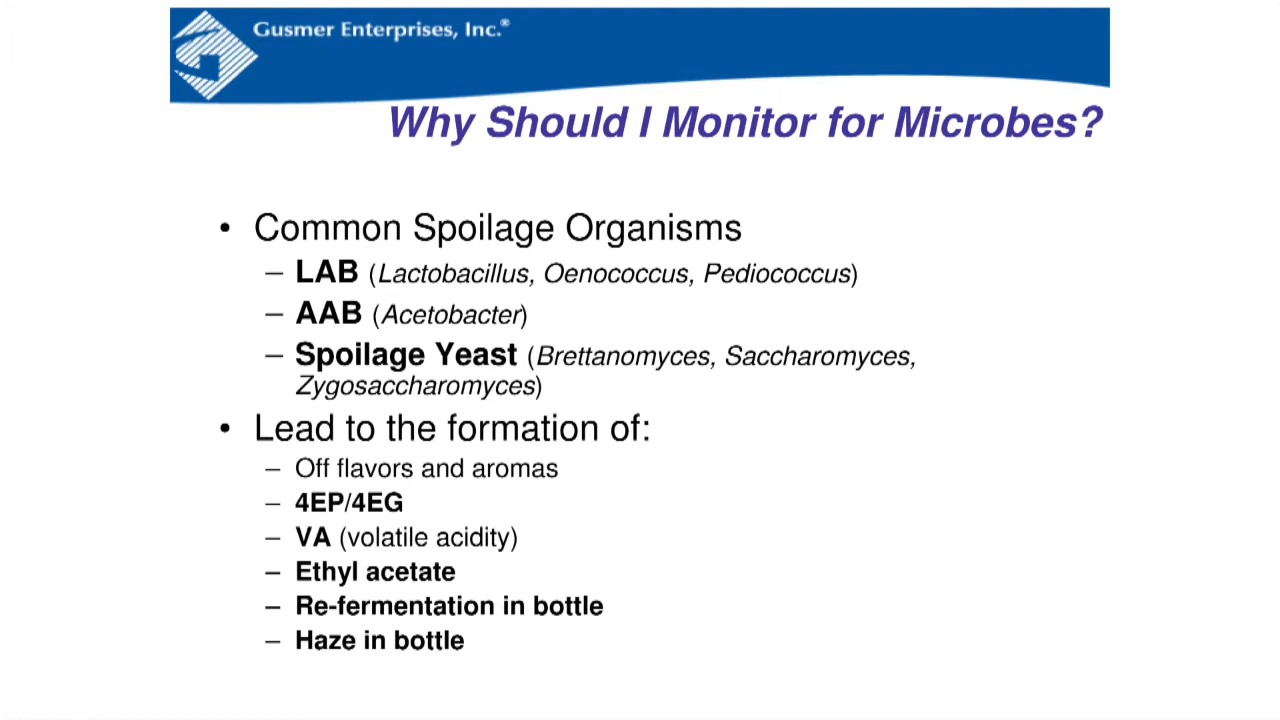 Gusmer Enterprises, Inc.®
Why Should I Monitor for Microbes?
• Common Spoilage Organisms
– LAB (Lactobacillus, Oenococcus, Pediococcus)
– AAB (Acetobacter)
– Spoilage Yeast (Brettanomyces, Saccharomyces,
Zygosaccharomyces)
• Lead to the formation of:
– Off flavors and aromas
– 4EP/4EG
– VA (volatile acidity)
– Ethyl acetate
– Re-fermentation in bottle
– Haze in bottle